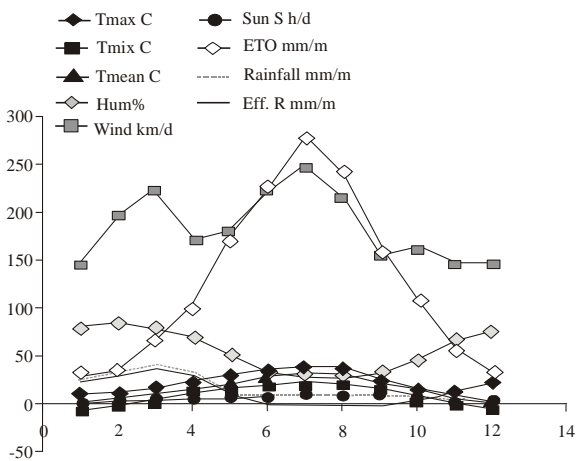 Tmax C
Tmix C
Tmean C
Hum%
Wind km/d
Sun S h/d
ETO mm/m
Rainfall mm/m
Eff. R mm/m
300
250
200
150
100
50
0
-50
0 2 4 6 8 10 12 14